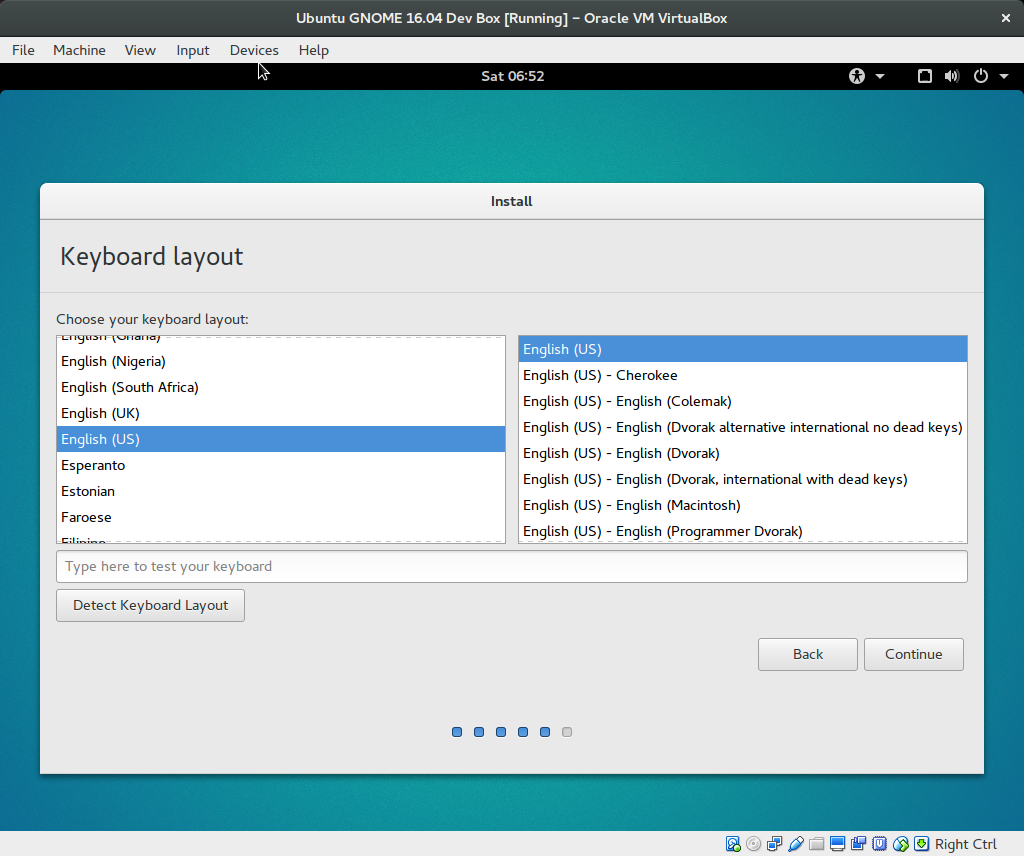 Ubuntu GNOME 16.04 Dev Box [Running] – Oracle VM VirtualBox
File Machine View Input Devices Help
Sat 06:52
Install
Keyboard layout
Choose your keyboard layout:
English (Ghana)
English (Nigeria)
English (South Africa)
English (UK)
English (US)
Esperanto
Estonian
Faroese
Filipino
English (US)
English (US) - Cherokee
English (US) - English (Colemak)
English (US) - English (Dvorak alternative international no dead keys)
English (US) - English (Dvorak)
English (US) - English (Dvorak, international with dead keys)
English (US) - English (Macintosh)
English (US) - English (Programmer Dvorak)
Type here to test your keyboard
Detect Keyboard Layout
Back Continue
Right Ctrl